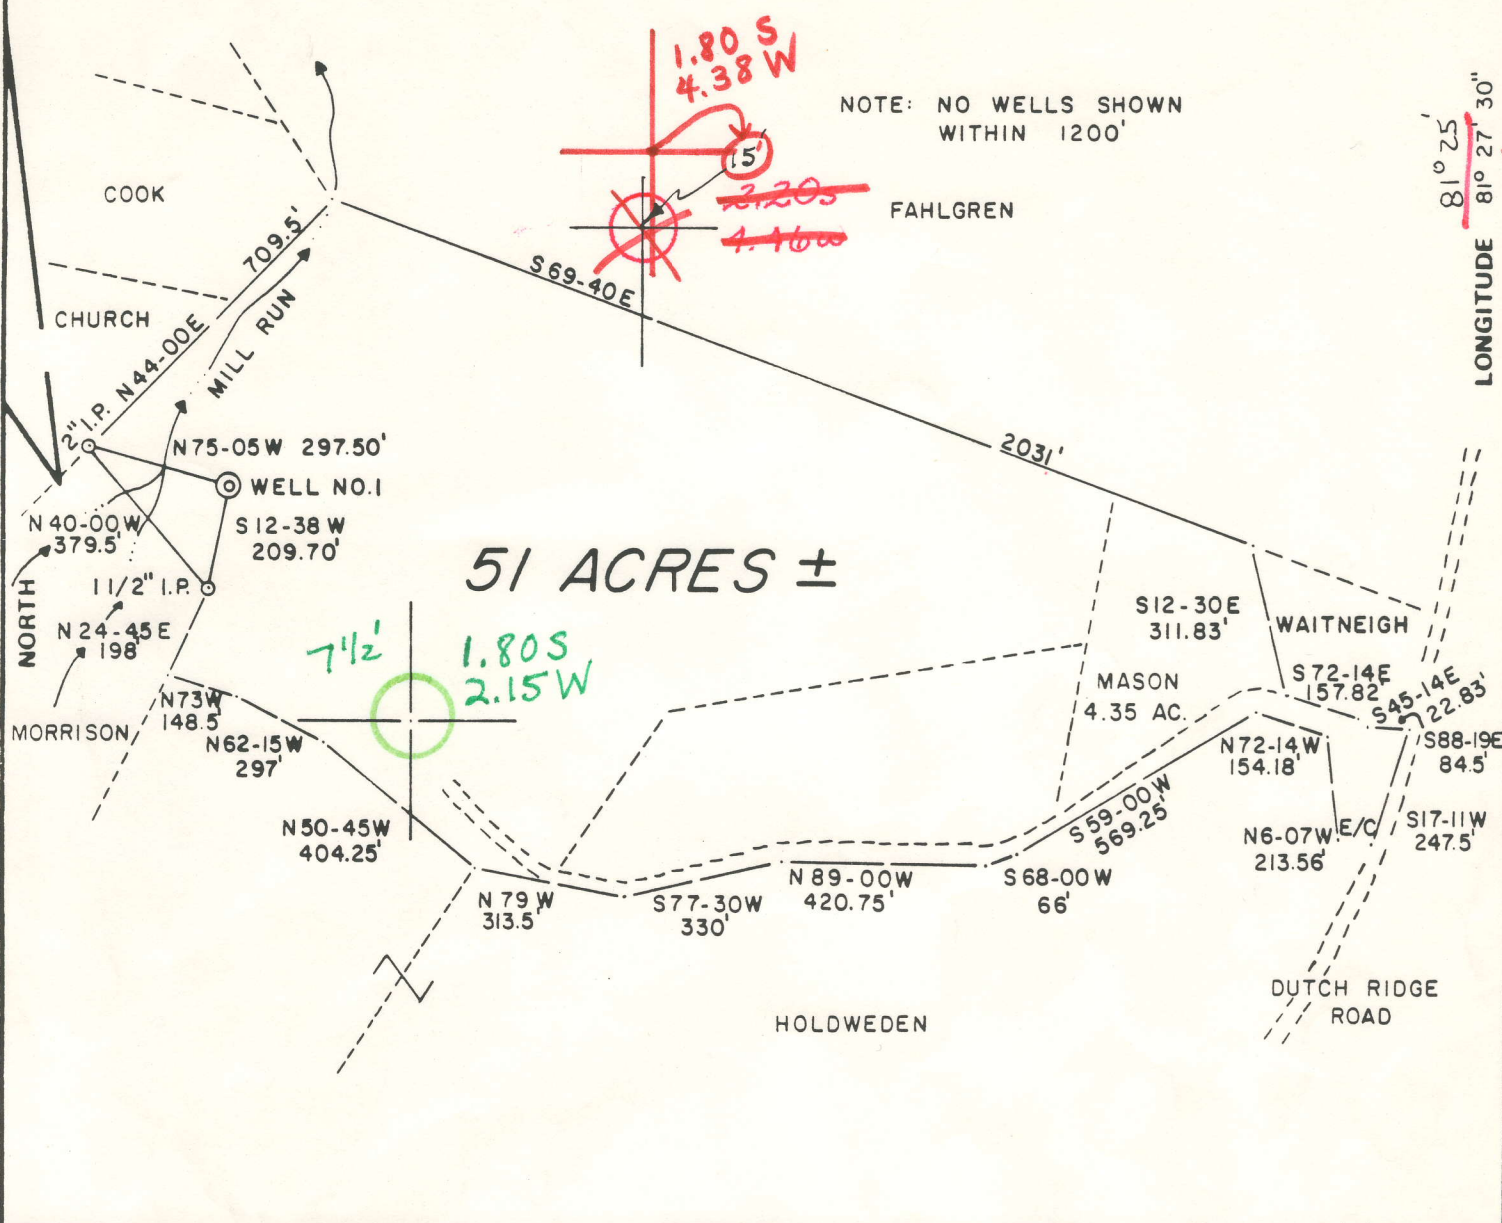 1.80 S
4.38 W
NOTE: NO WELLS SHOWN
WITHIN 1200'
15'
2.20s
4.46w
FAHLGREN
81° 25'
LONGITUDE 81° 27' 30"
COOK
709.5'
S69-40E
CHURCH
N44-00E
MILL RUN
2" I.P.
N75-05W 297.50'
WELL NO.1
2031'
N40-00W
379.5'
S12-38W
209.70'
51 ACRES ±
1 1/2" I.P.
NORTH
N24-45E
198'
7 1/2'
1.80S
2.15W
S12-30E
311.83'
WAITNEIGH
MASON
4.35 AC.
S72-14E
157.82'
S45-14E
22.83'
N73W
148.5'
MORRISON
N62-15W
297'
N72-14W
154.18'
S88-19E
84.5'
N50-45W
404.25'
S59-00W
569.25'
N6-07W
213.56'
E/C
S17-11W
247.5'
N79W
313.5'
S77-30W
330'
N89-00W
420.75'
S68-00W
66'
DUTCH RIDGE
ROAD
HOLDWEDEN